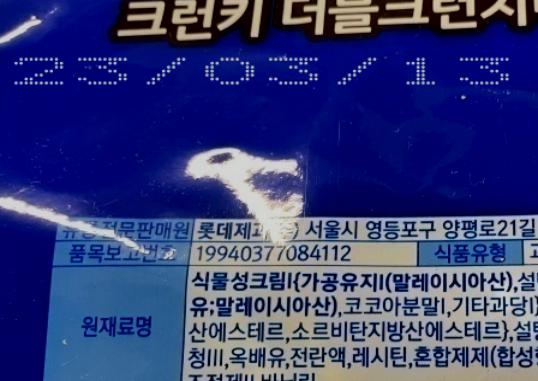 크런키 더블크런치
23/03/13
유통전문판매원 롯데제과 서울시 영등포구 양평로21길
품목보고번호 19940377084112 식품유형
식물성크림I{가공유지I(말레이시아산),설탕
유;말레이시아산),코코아분말I,기타과당I}
원재료명
산에스테르,소르비탄지방산에스테르},설탕
청III,옥배유,전란액,레시틴,혼합제제(합성향